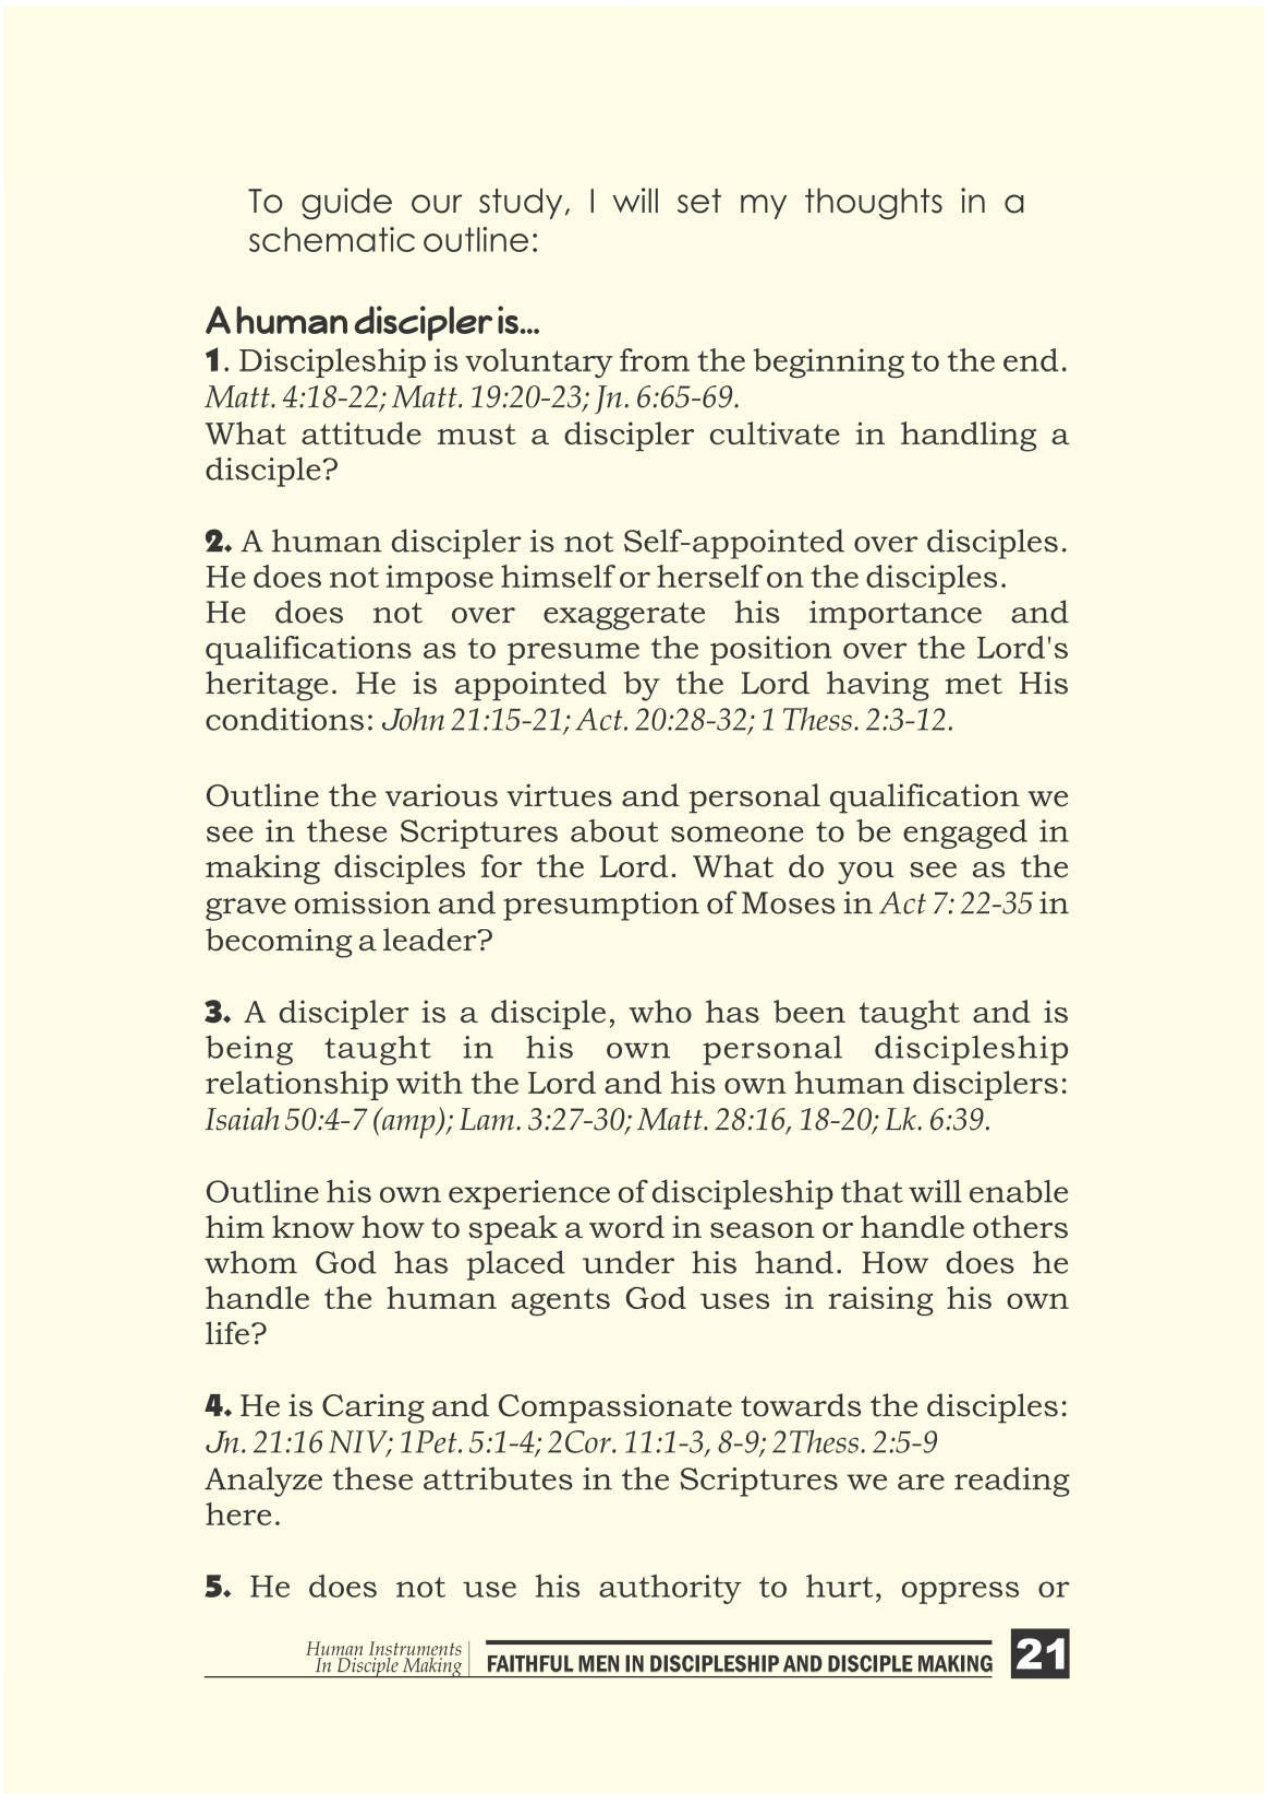 To guide our study, I will set my thoughts in a
schematic outline:
A human discipler is...
1. Discipleship is voluntary from the beginning to the end.
Matt. 4:18-22; Matt. 19:20-23; Jn. 6:65-69.
What attitude must a discipler cultivate in handling a
disciple?
2. A human discipler is not Self-appointed over disciples.
He does not impose himself or herself on the disciples.
He does not over exaggerate his importance and
qualifications as to presume the position over the Lord's
heritage. He is appointed by the Lord having met His
conditions: John 21:15-21; Act. 20:28-32; 1 Thess. 2:3-12.
Outline the various virtues and personal qualification we
see in these Scriptures about someone to be engaged in
making disciples for the Lord. What do you see as the
grave omission and presumption of Moses in Act 7: 22-35 in
becoming a leader?
3. A discipler is a disciple, who has been taught and is
being taught in his own personal discipleship
relationship with the Lord and his own human disciplers:
Isaiah 50:4-7 (amp); Lam. 3:27-30; Matt. 28:16, 18-20; Lk. 6:39.
Outline his own experience of discipleship that will enable
him know how to speak a word in season or handle others
whom God has placed under his hand. How does he
handle the human agents God uses in raising his own
life?
4. He is Caring and Compassionate towards the disciples:
Jn. 21:16 NIV; 1Pet. 5:1-4; 2Cor. 11:1-3, 8-9; 2Thess. 2:5-9
Analyze these attributes in the Scriptures we are reading
here.
5. He does not use his authority to hurt, oppress or
Human Instruments
In Disciple Making
FAITHFUL MEN IN DISCIPLESHIP AND DISCIPLE MAKING
21